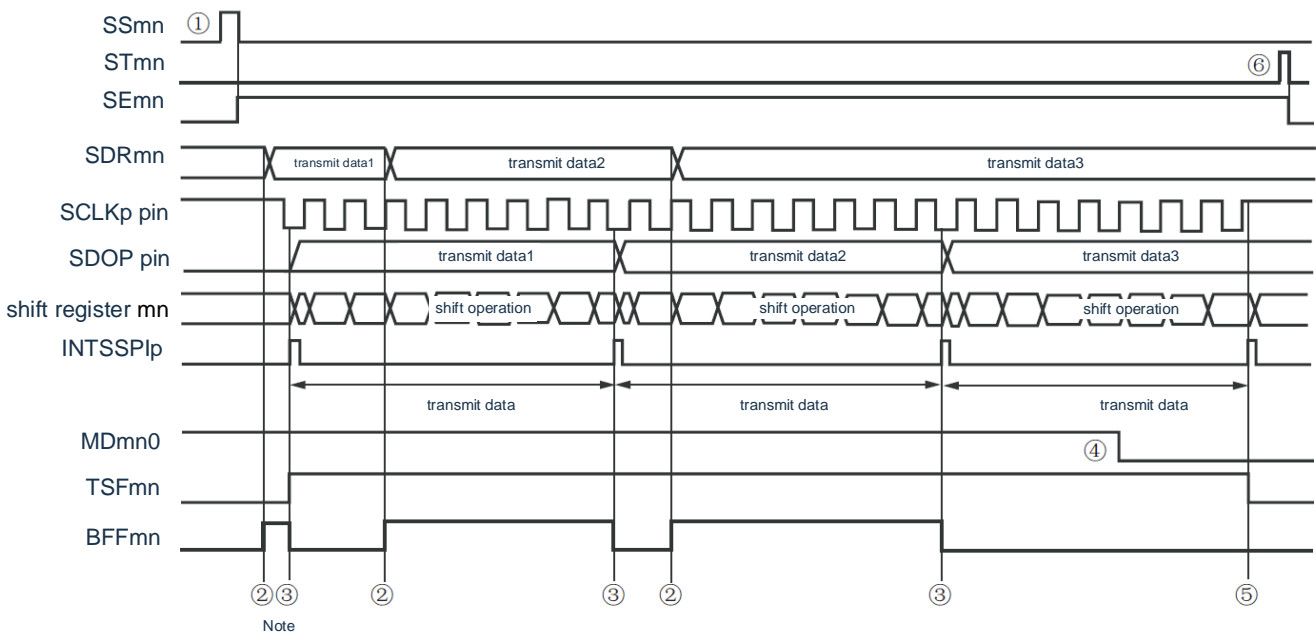 SSmn ①
STmn ⑥
SEmn
SDRmn transmit data1 transmit data2 transmit data3
SCLKp pin
SDOP pin transmit data1 transmit data2 transmit data3
shift register mn shift operation shift operation shift operation
INTSSPIp
transmit data transmit data transmit data
MDmn0 ④
TSFmn
BFFmn
② ③ ② ③ ② ③ ⑤
Note